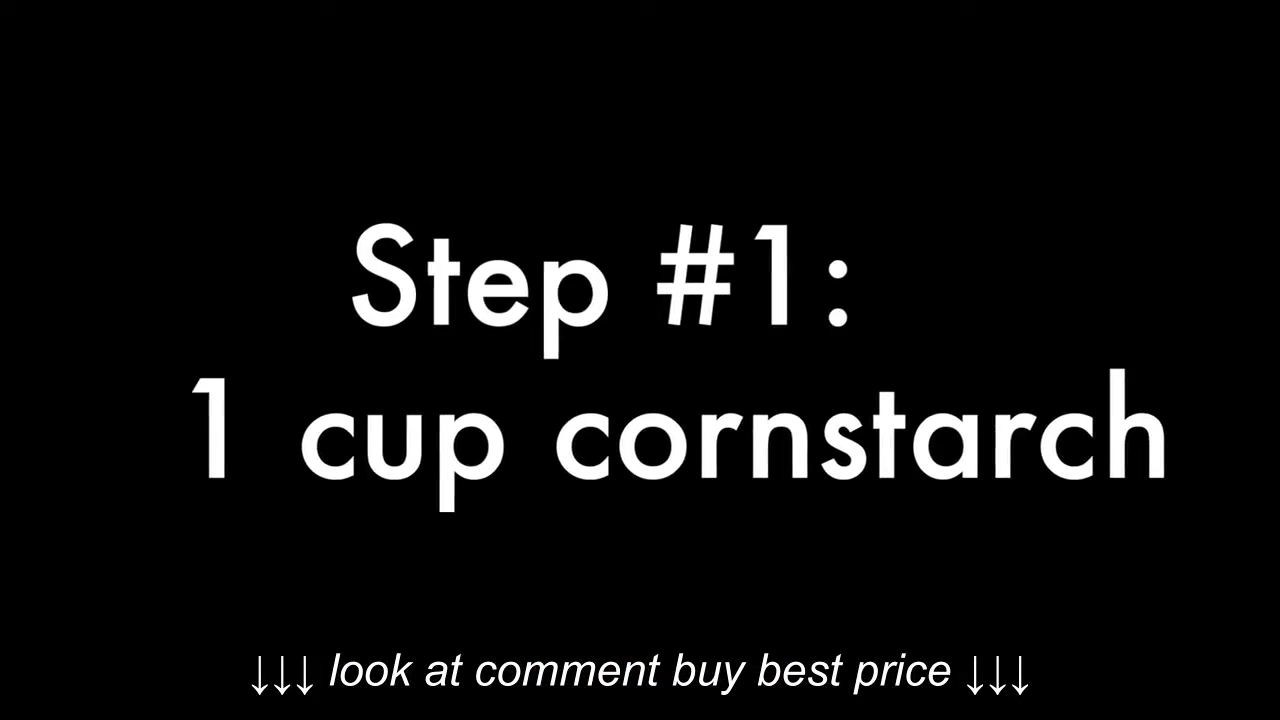 Step #1:
1 cup cornstarch
↓↓↓ look at comment buy best price ↓↓↓